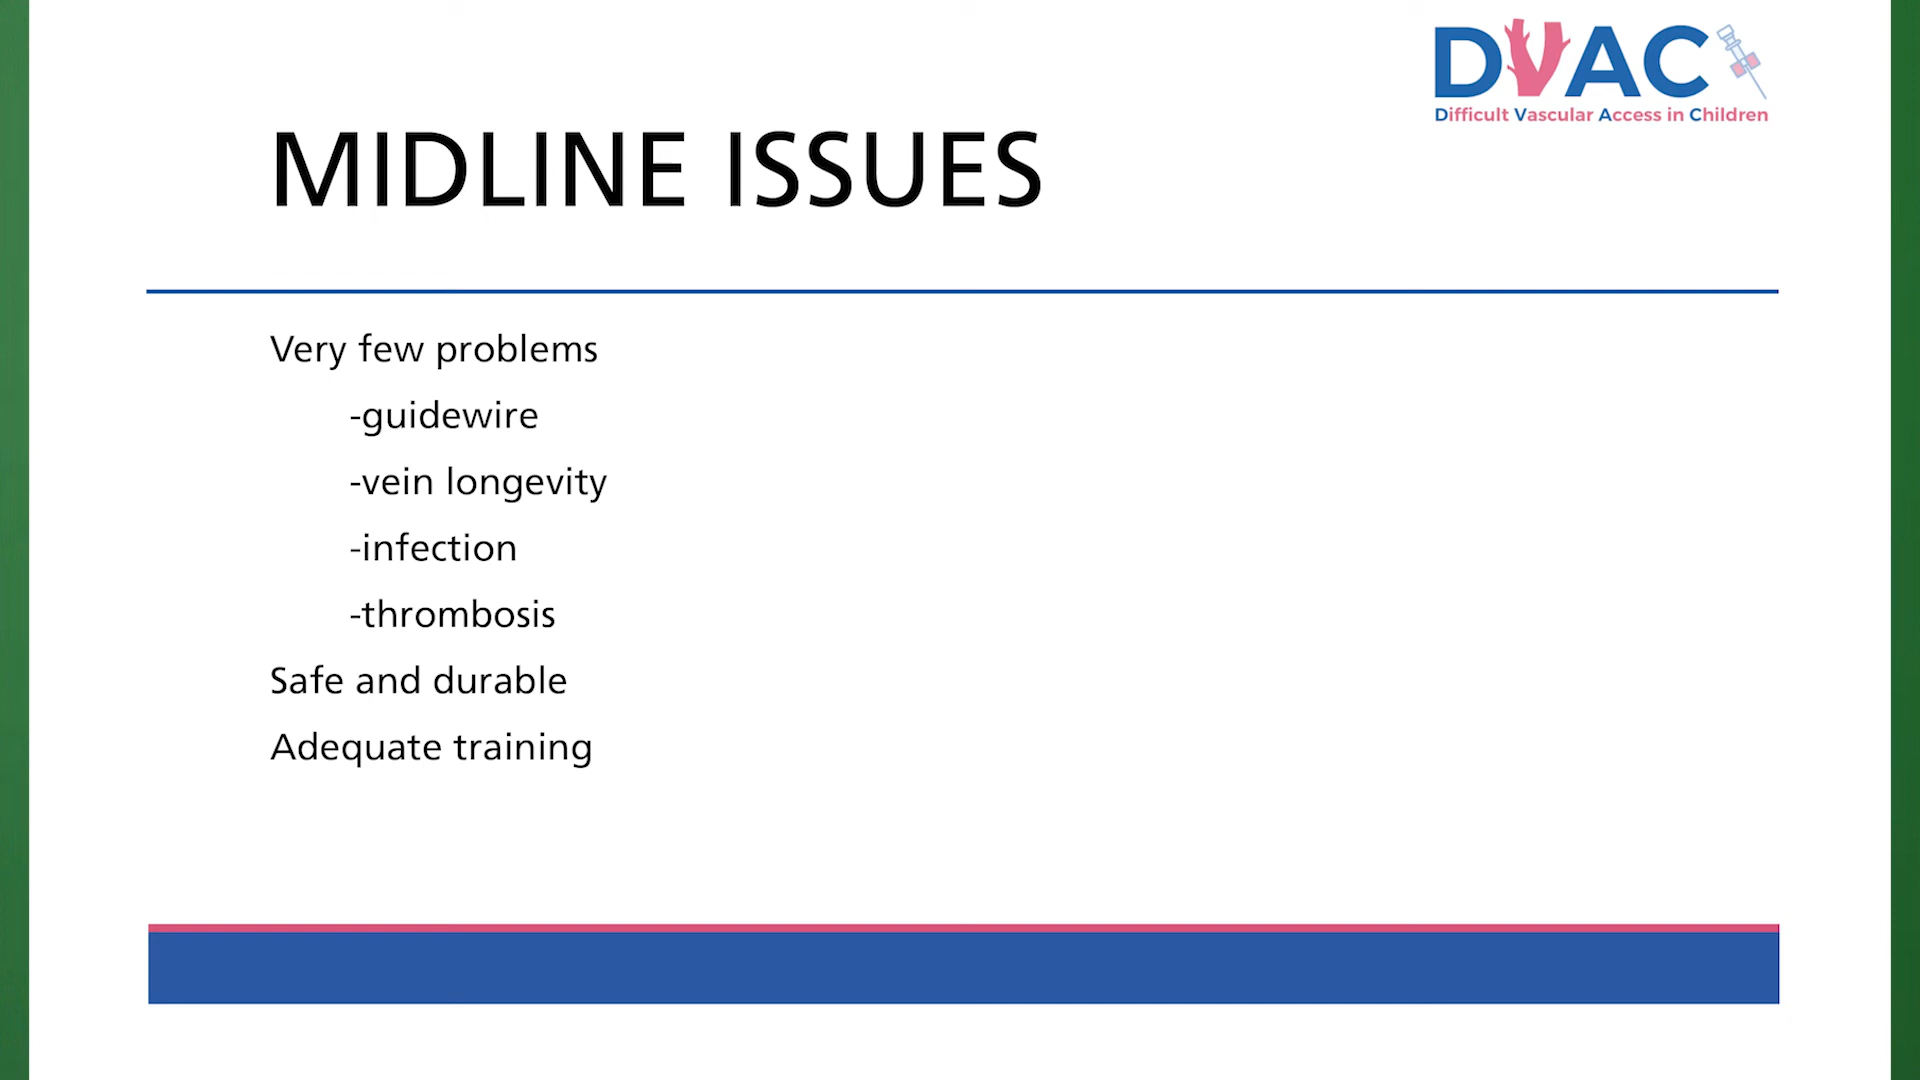 DVAC
Difficult Vascular Access in Children
MIDLINE ISSUES
Very few problems
-guidewire
-vein longevity
-infection
-thrombosis
Safe and durable
Adequate training